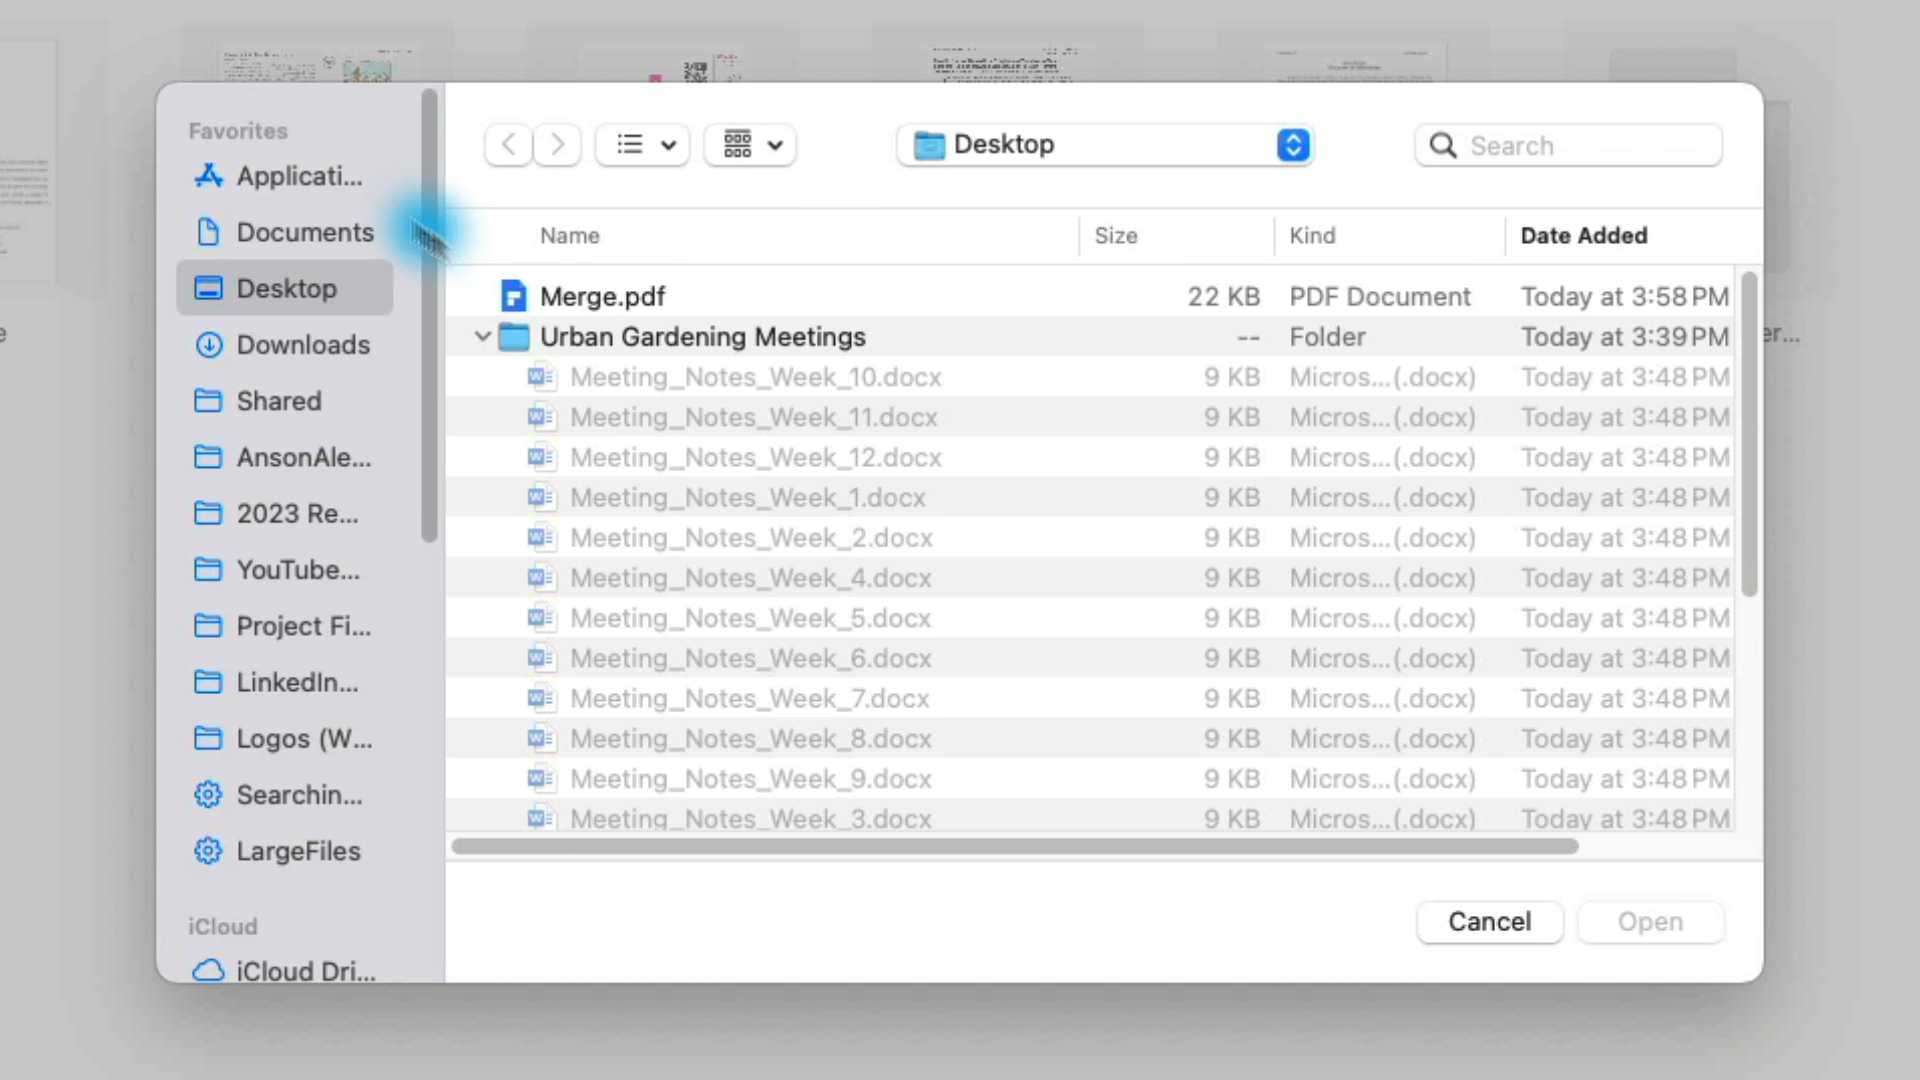 Favorites
Applicati...
Documents
Desktop
Downloads
Shared
AnsonAle...
2023 Re...
YouTube...
Project Fi...
LinkedIn...
Logos (W...
Searchin...
LargeFiles
iCloud
iCloud Dri...
Desktop
Search
Name Size Kind Date Added
Merge.pdf 22 KB PDF Document Today at 3:58 PM
Urban Gardening Meetings -- Folder Today at 3:39 PM
Meeting_Notes_Week_10.docx 9 KB Micros...(.docx) Today at 3:48 PM
Meeting_Notes_Week_11.docx 9 KB Micros...(.docx) Today at 3:48 PM
Meeting_Notes_Week_12.docx 9 KB Micros...(.docx) Today at 3:48 PM
Meeting_Notes_Week_1.docx 9 KB Micros...(.docx) Today at 3:48 PM
Meeting_Notes_Week_2.docx 9 KB Micros...(.docx) Today at 3:48 PM
Meeting_Notes_Week_4.docx 9 KB Micros...(.docx) Today at 3:48 PM
Meeting_Notes_Week_5.docx 9 KB Micros...(.docx) Today at 3:48 PM
Meeting_Notes_Week_6.docx 9 KB Micros...(.docx) Today at 3:48 PM
Meeting_Notes_Week_7.docx 9 KB Micros...(.docx) Today at 3:48 PM
Meeting_Notes_Week_8.docx 9 KB Micros...(.docx) Today at 3:48 PM
Meeting_Notes_Week_9.docx 9 KB Micros...(.docx) Today at 3:48 PM
Meeting_Notes_Week_3.docx 9 KB Micros...(.docx) Today at 3:48 PM
er...
Cancel Open